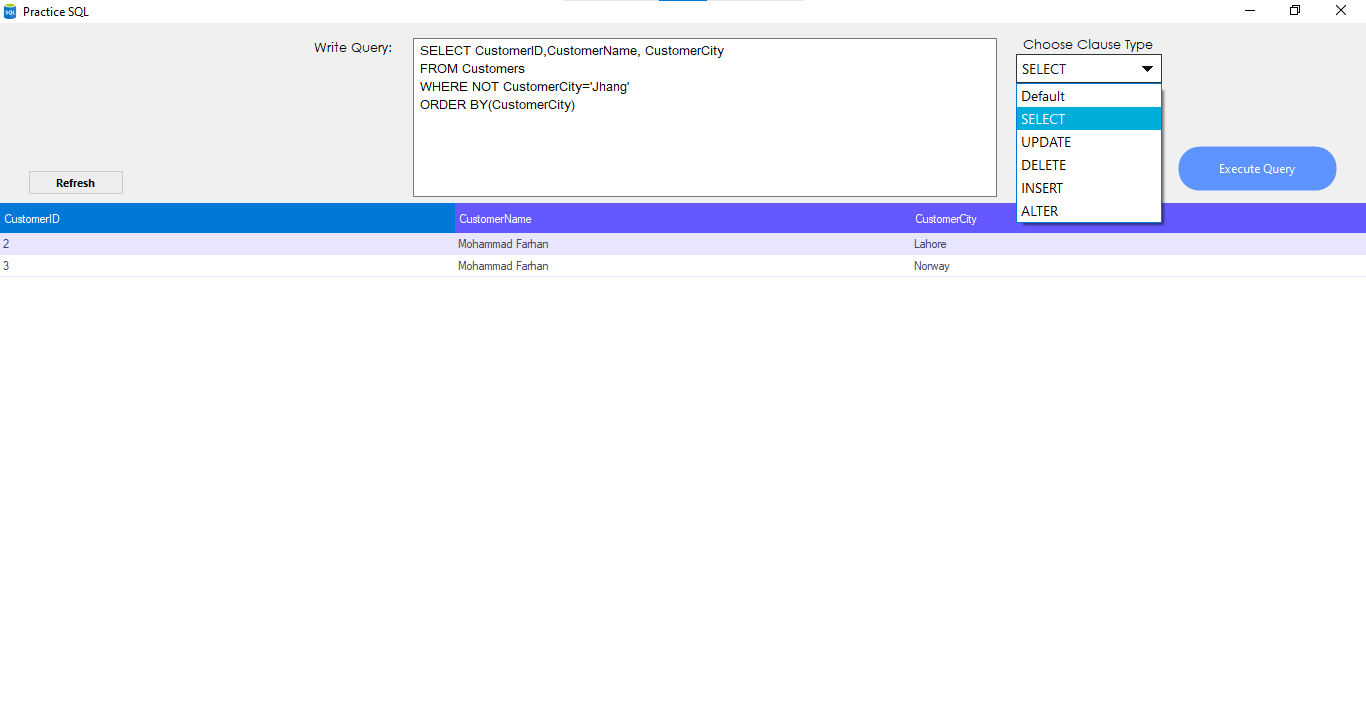 Practice SQL
Write Query:
SELECT CustomerID,CustomerName, CustomerCity
FROM Customers
WHERE NOT CustomerCity='Jhang'
ORDER BY(CustomerCity)
Choose Clause Type
SELECT
Default
SELECT
UPDATE
DELETE
INSERT
ALTER
Execute Query
Refresh
CustomerID CustomerName CustomerCity
2 Mohammad Farhan Lahore
3 Mohammad Farhan Norway